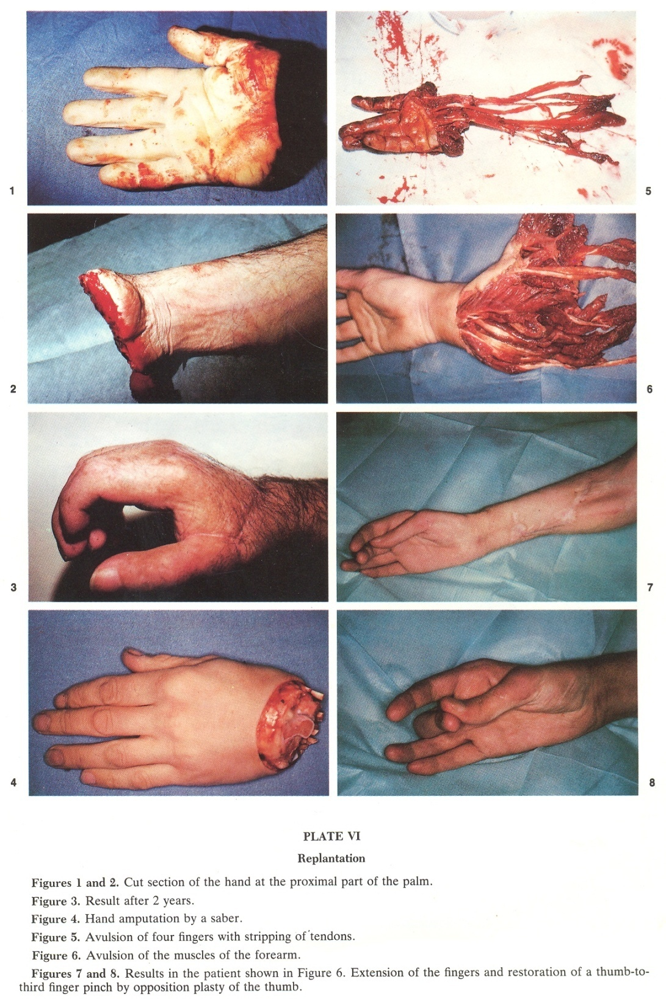 1
5
2
6
3
7
4
8
PLATE VI
Replantation
Figures 1 and 2. Cut section of the hand at the proximal part of the palm.
Figure 3. Result after 2 years.
Figure 4. Hand amputation by a saber.
Figure 5. Avulsion of four fingers with stripping of tendons.
Figure 6. Avulsion of the muscles of the forearm.
Figures 7 and 8. Results in the patient shown in Figure 6. Extension of the fingers and restoration of a thumb-to-
third finger pinch by opposition plasty of the thumb.